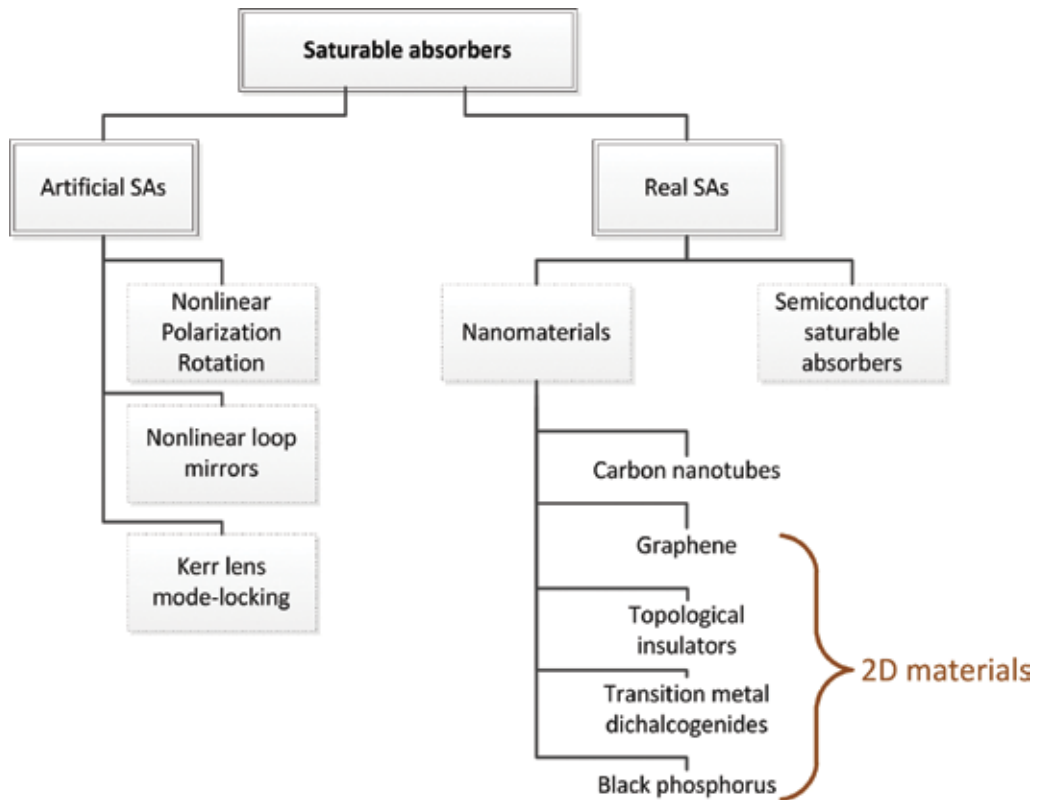 Saturable absorbers
Artificial SAs
Real SAs
Nonlinear
Polarization
Rotation
Nonlinear loop
mirrors
Kerr lens
mode-locking
Nanomaterials
Semiconductor
saturable
absorbers
Carbon nanotubes
Graphene
Topological
insulators
Transition metal
dichalcogenides
Black phosphorus
2D materials